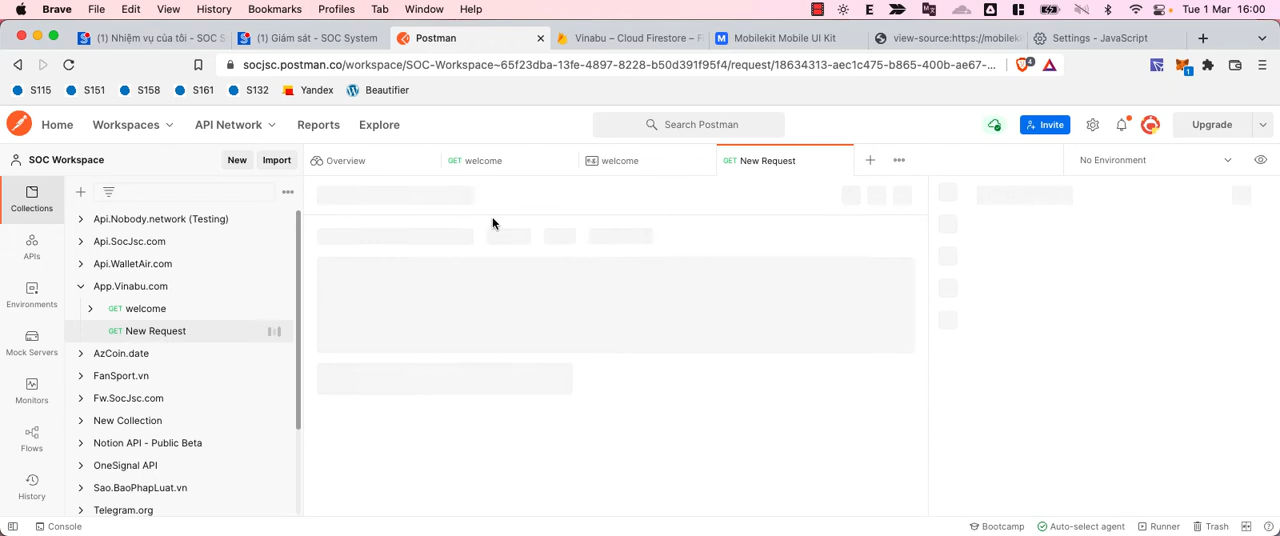 Brave File Edit View History Bookmarks Profiles Tab Window Help Tue 1 Mar 16:00
(1) Nhiệm vụ của tôi - SOC S (1) Giám sát - SOC System Postman Vinabu – Cloud Firestore – Fi Mobilekit Mobile UI Kit view-source:https://mobileki Settings - JavaScript
socjsc.postman.co/workspace/SOC-Workspace~65f23dba-13fe-4897-8228-b50d391f95f4/request/18634313-aec1c475-b865-400b-ae67-... 4 1
S115 S151 S158 S161 S132 Yandex Beautifier
Home Workspaces API Network Reports Explore Search Postman Invite Upgrade
SOC Workspace New Import Overview GET welcome welcome GET New Request No Environment
Collections
APIs
Environments
Mock Servers
Monitors
Flows
History
Api.Nobody.network (Testing)
Api.SocJsc.com
Api.WalletAir.com
App.Vinabu.com
GET welcome
GET New Request
AzCoin.date
FanSport.vn
Fw.SocJsc.com
New Collection
Notion API - Public Beta
OneSignal API
Sao.BaoPhapLuat.vn
Telegram.org
Console Bootcamp Auto-select agent Runner Trash